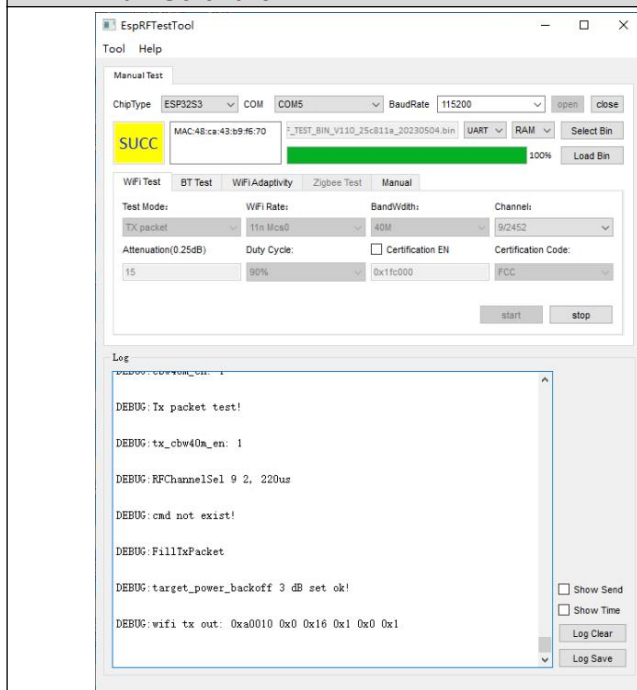 EspRFTestTool
Tool Help
Manual Test
ChipType ESP32S3 COM COM5 BaudRate 115200 open close
SUCC MAC:48:ca:43:b9:f6:70 F_TEST_BIN_V110_25c811a_20230504.bin UART RAM Select Bin
100% Load Bin
WiFi Test BT Test WiFi Adaptivity Zigbee Test Manual
Test Mode: WiFi Rate: BandWdith: Channel:
TX packet 11n Mcs0 40M 9/2452
Attenuation(0.25dB) Duty Cycle: Certification EN Certification Code:
15 90% 0x1fc000 FCC
start stop
Log
DEBUG:cbw40m_en: 1
DEBUG:Tx packet test!
DEBUG:tx_cbw40m_en: 1
DEBUG:RFChannelSel 9 2, 220us
DEBUG:cmd not exist!
DEBUG:FillTxPacket
DEBUG:target_power_backoff 3 dB set ok!
DEBUG:wifi tx out: 0xa0010 0x0 0x16 0x1 0x0 0x1
Show Send
Show Time
Log Clear
Log Save